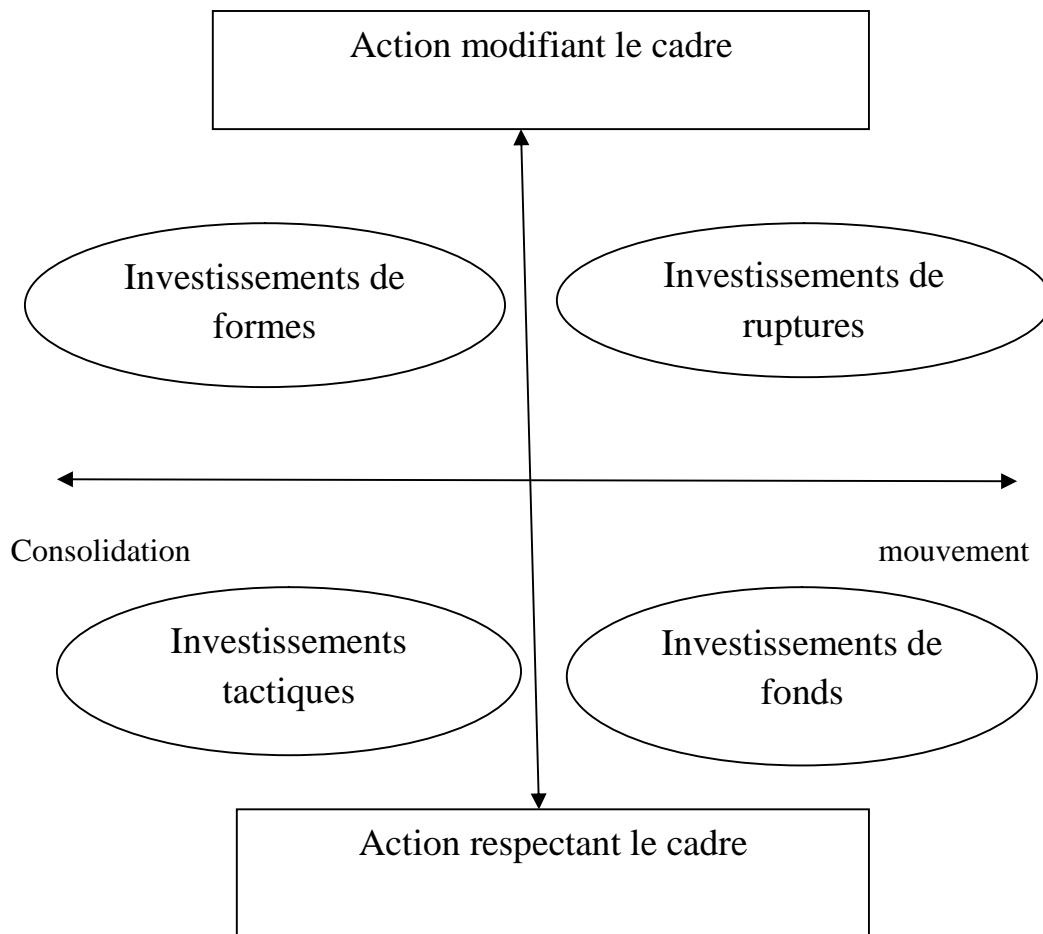 Action modifiant le cadre
Investissements de
formes
Investissements de
ruptures
Consolidation
mouvement
Investissements
tactiques
Investissements de
fonds
Action respectant le cadre